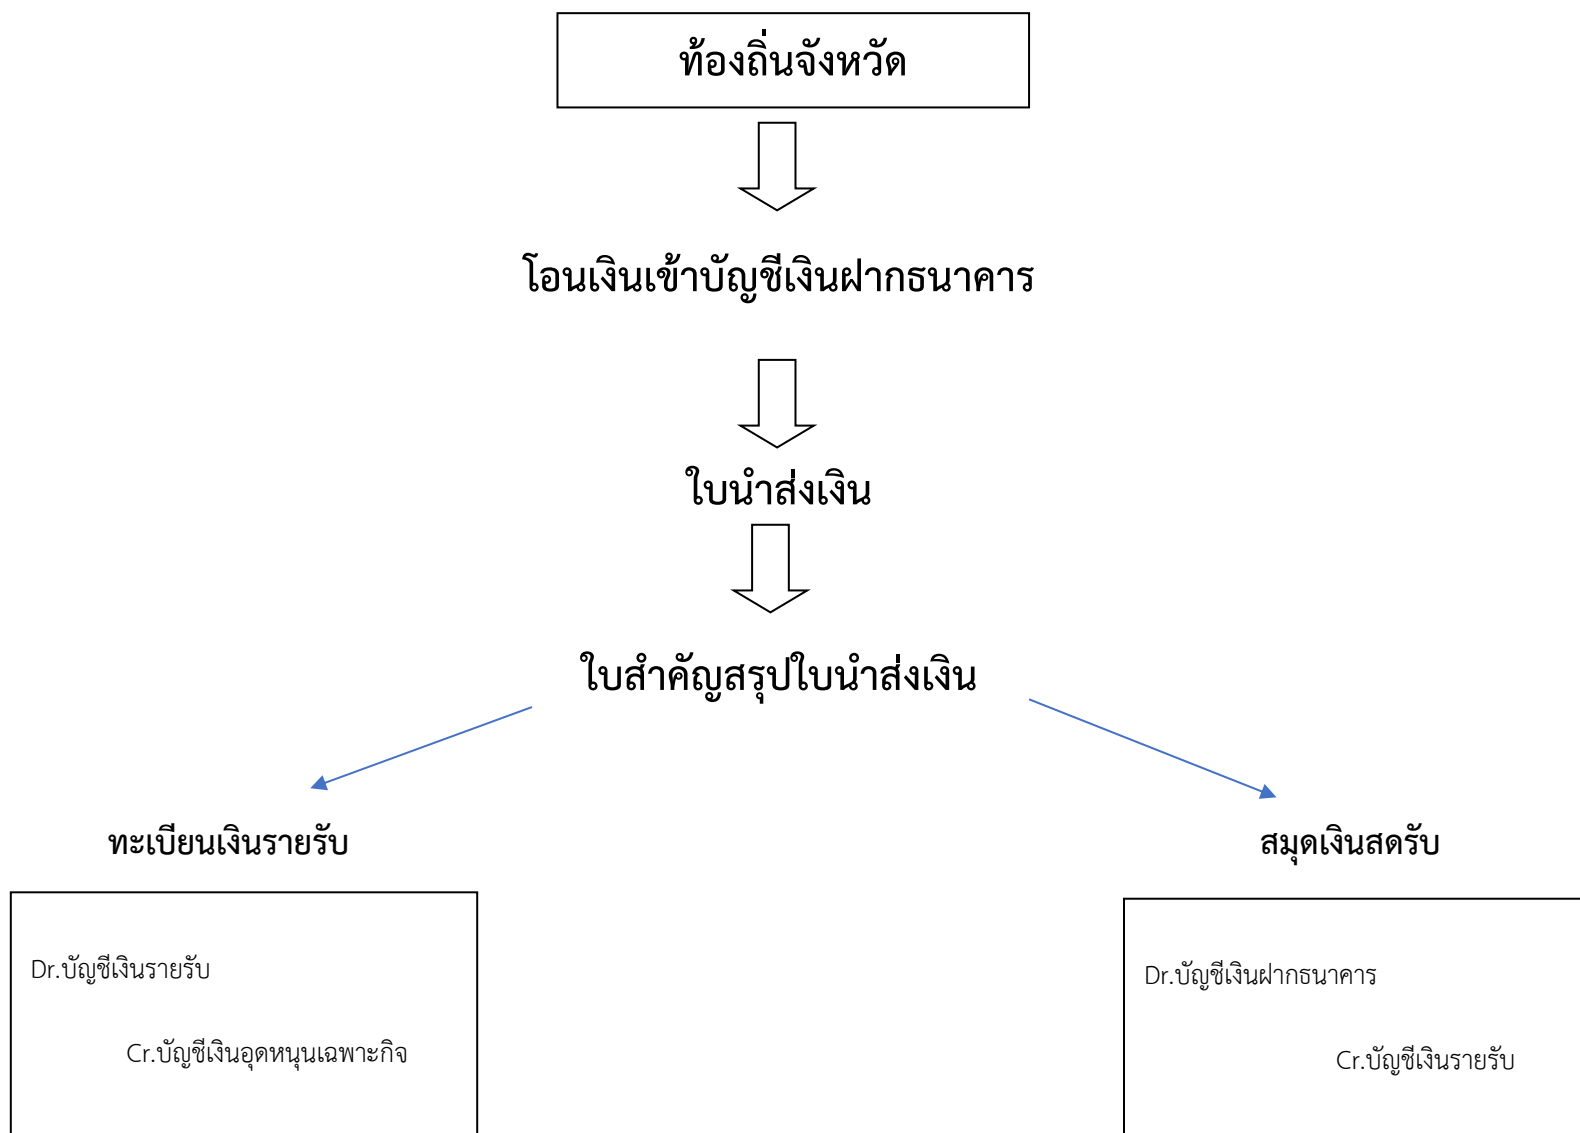 ท้องถิ่นจังหวัด
โอนเงินเข้าบัญชีเงินฝากธนาคาร
ใบนำส่งเงิน
ใบสำคัญสรุปใบนำส่งเงิน
ทะเบียนเงินรายรับ
สมุดเงินสดรับ
Dr.บัญชีเงินรายรับ
Cr.บัญชีเงินอุดหนุนเฉพาะกิจ
Dr.บัญชีเงินฝากธนาคาร
Cr.บัญชีเงินรายรับ